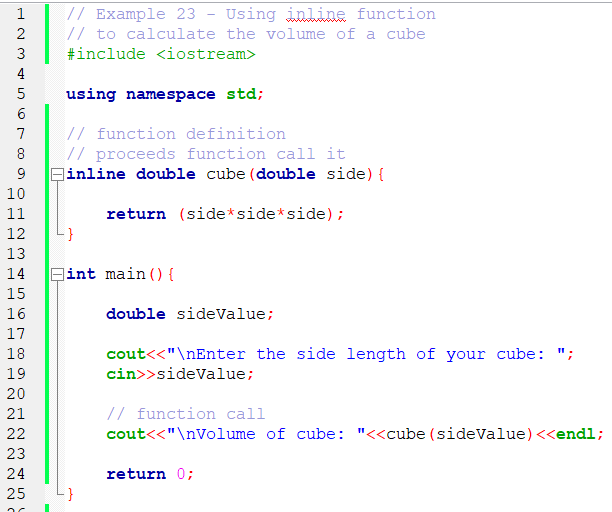 1 // Example 23 - Using inline function
2 // to calculate the volume of a cube
3 #include <iostream>
4
5 using namespace std;
6
7 // function definition
8 // proceeds function call it
9 inline double cube(double side){
10
11 return (side*side*side);
12 }
13
14 int main(){
15
16 double sideValue;
17
18 cout<<"\nEnter the side length of your cube: ";
19 cin>>sideValue;
20
21 // function call
22 cout<<"\nVolume of cube: "<<cube(sideValue)<<endl;
23
24 return 0;
25 }